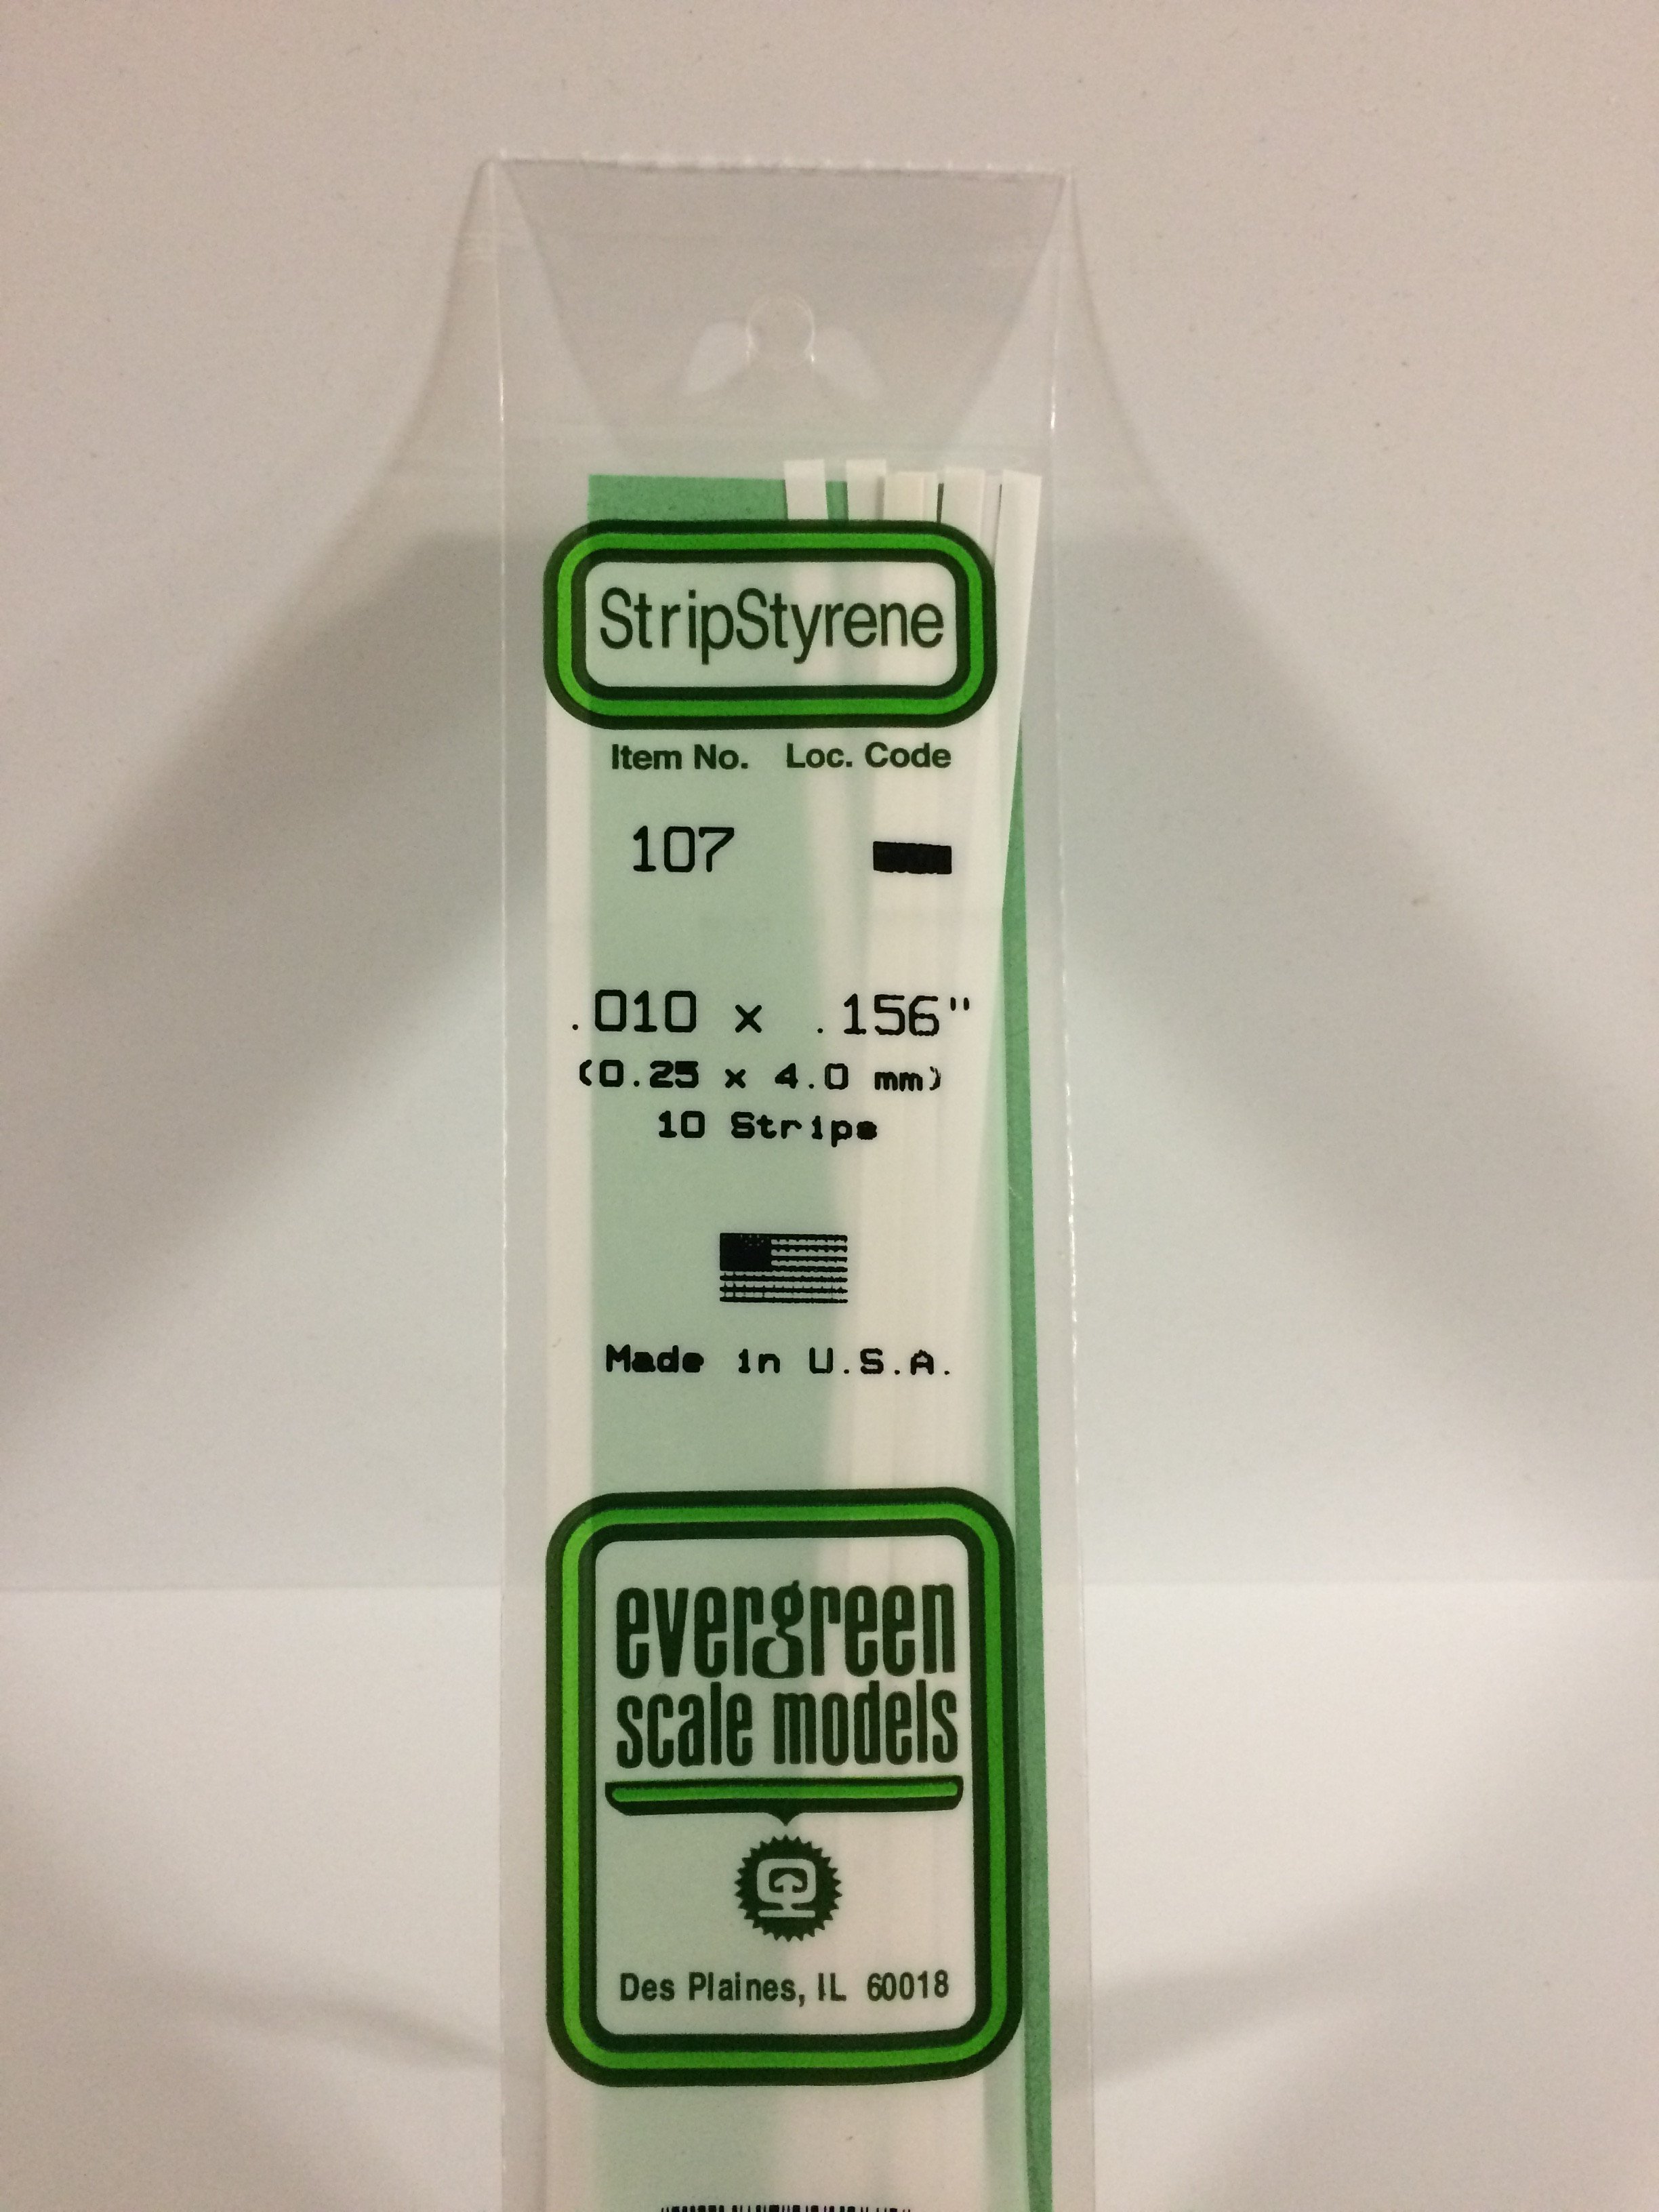 StripStyrene
Item No. Loc. Code
107
.010 x .156"
(0.25 x 4.0 mm)
10 Strips
Made in U.S.A.
evergreen
scale models
Des Plaines, IL 60018